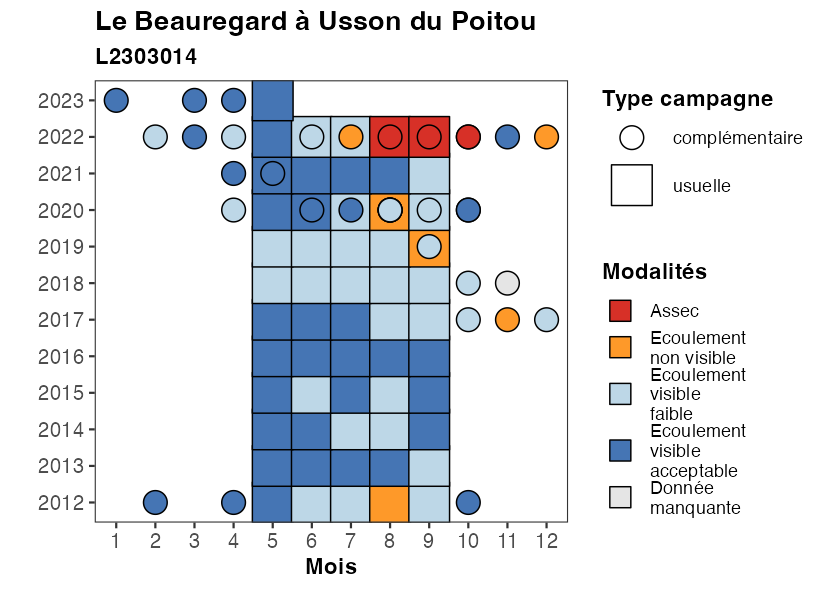 Le Beauregard à Usson du Poitou
L2303014
2023
2022
2021
2020
2019
2018
2017
2016
2015
2014
2013
2012
1 2 3 4 5 6 7 8 9 10 11 12
Mois
Type campagne
complémentaire
usuelle
Modalités
Assec
Ecoulement
non visible
Ecoulement
visible
faible
Ecoulement
visible
acceptable
Donnée
manquante